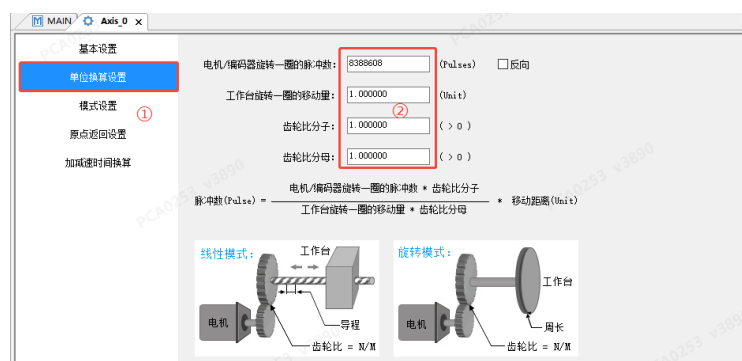 MAIN Axis_0 ×
基本设置
单位换算设置
模式设置
①
原点返回设置
加减速时间换算
电机/编码器旋转一圈的脉冲数: 8388608 (Pulses) 反向
工作台旋转一圈的移动量: 1.000000 (Unit)
②
齿轮比分子: 1.000000 ( > 0 )
齿轮比分母: 1.000000 ( > 0 )
电机/编码器旋转一圈的脉冲数 * 齿轮比分子
脉冲数(Pulse) = * 移动距离(Unit)
工作台旋转一圈的移动量 * 齿轮比分母
线性模式: 工作台
电机
导程
齿轮比 = N/M
旋转模式:
工作台
电机
周长
齿轮比 = N/M
PCA0253 v3890